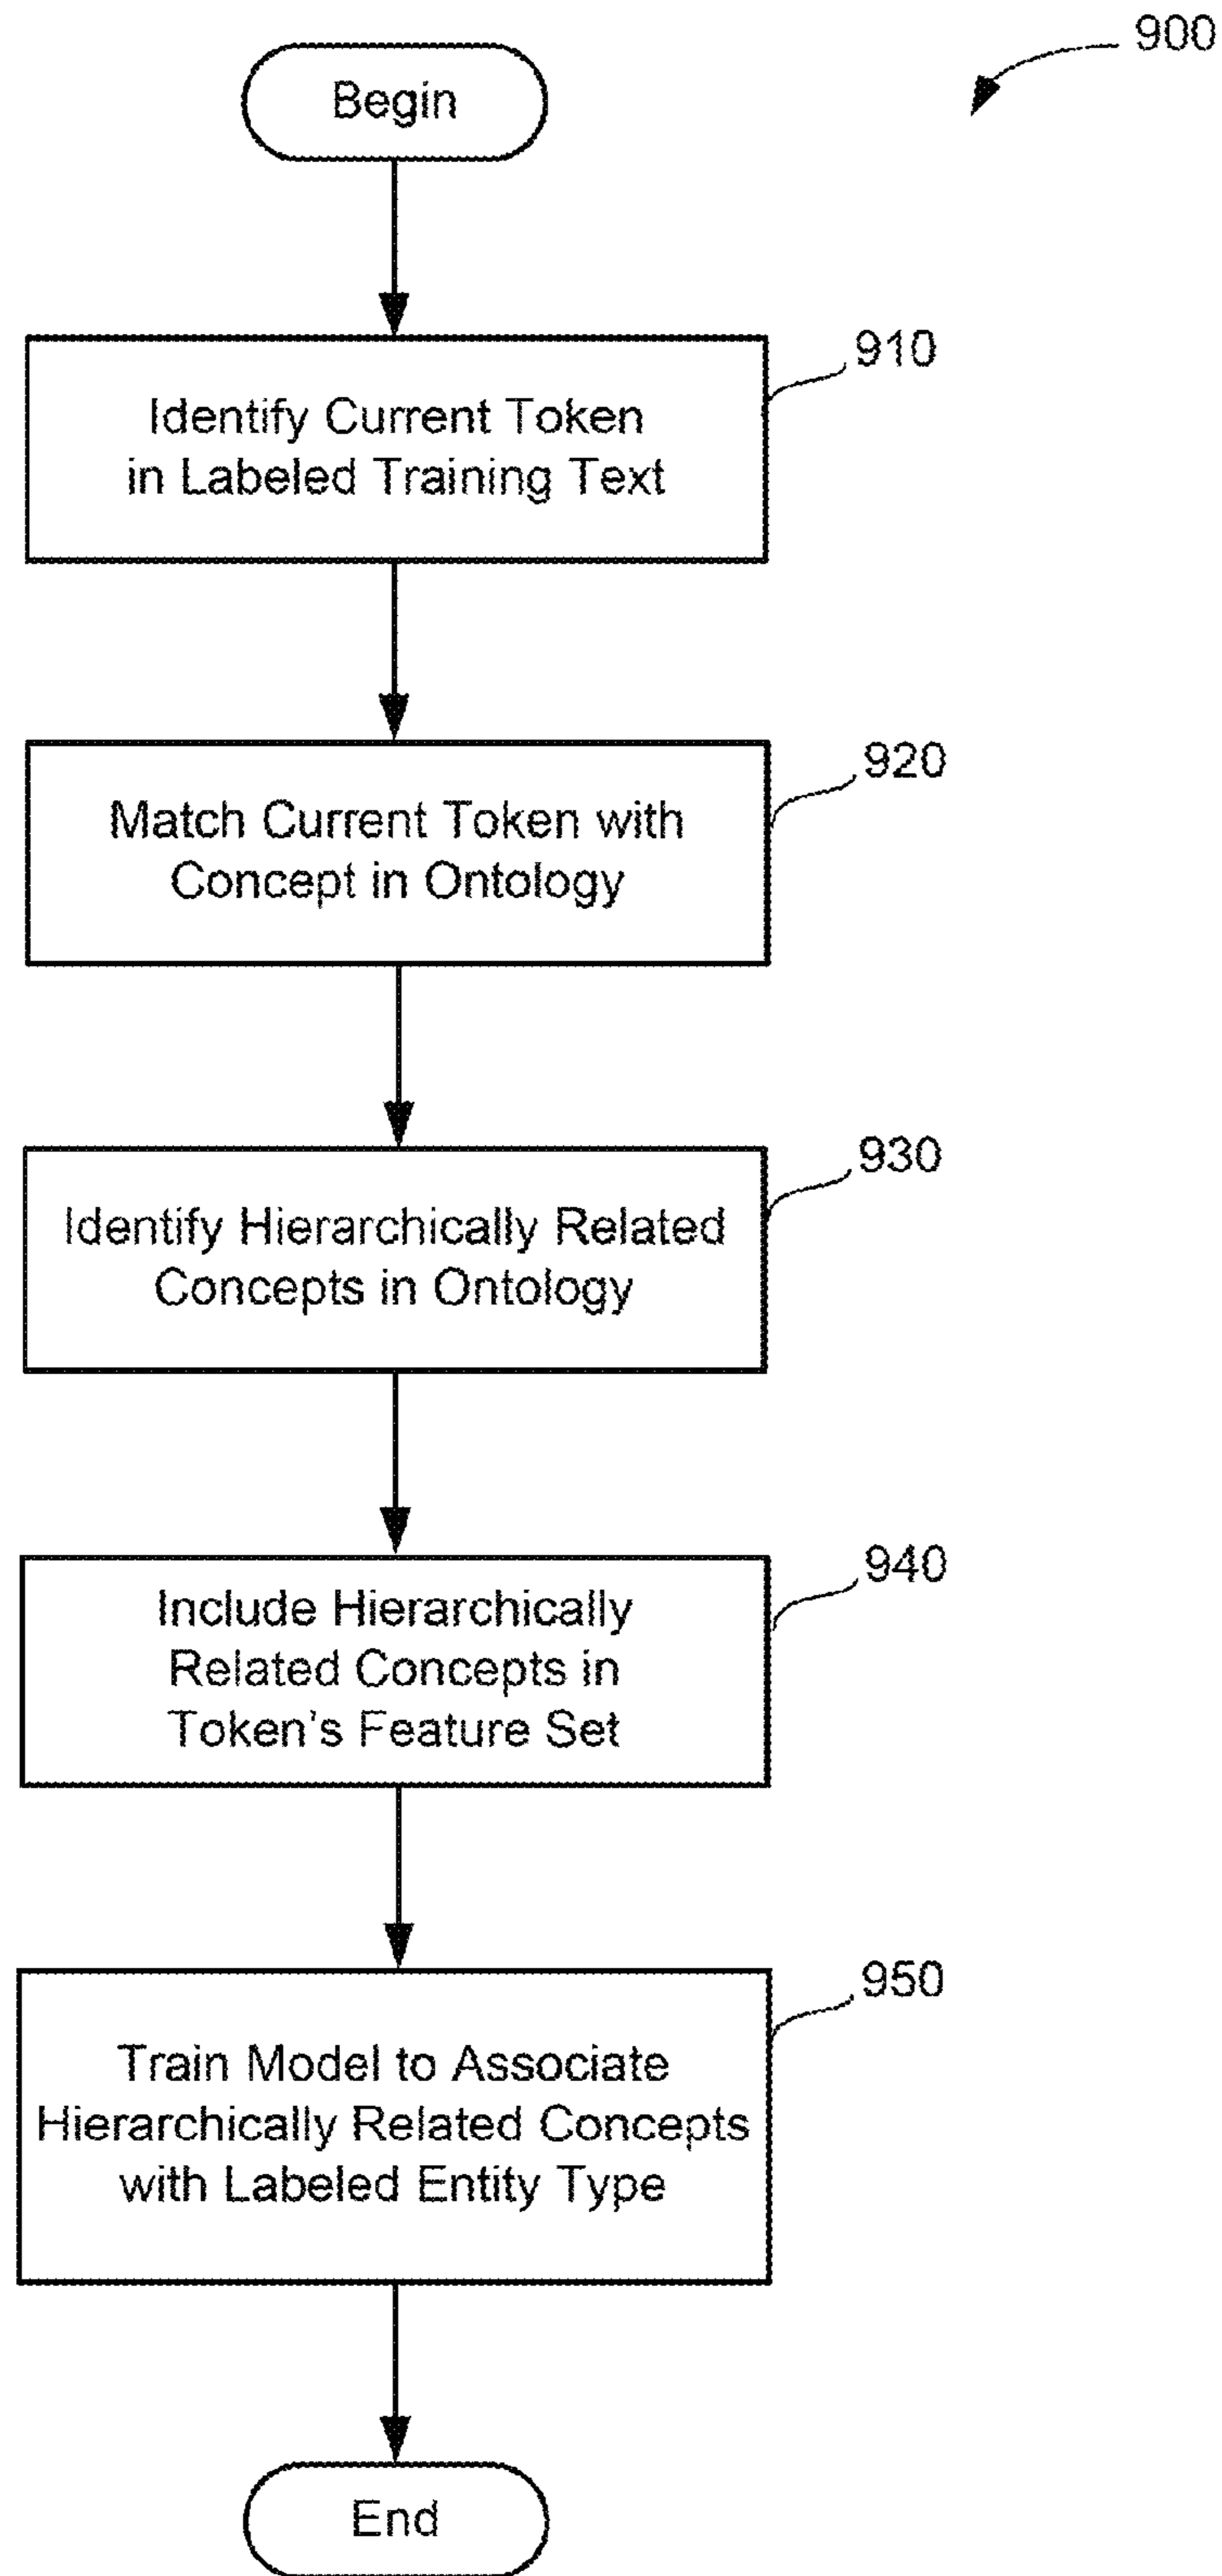 900
Begin
910
Identify Current Token
in Labeled Training Text
920
Match Current Token with
Concept in Ontology
930
Identify Hierarchically Related
Concepts in Ontology
940
Include Hierarchically
Related Concepts in
Token's Feature Set
950
Train Model to Associate
Hierarchically Related Concepts
with Labeled Entity Type
End